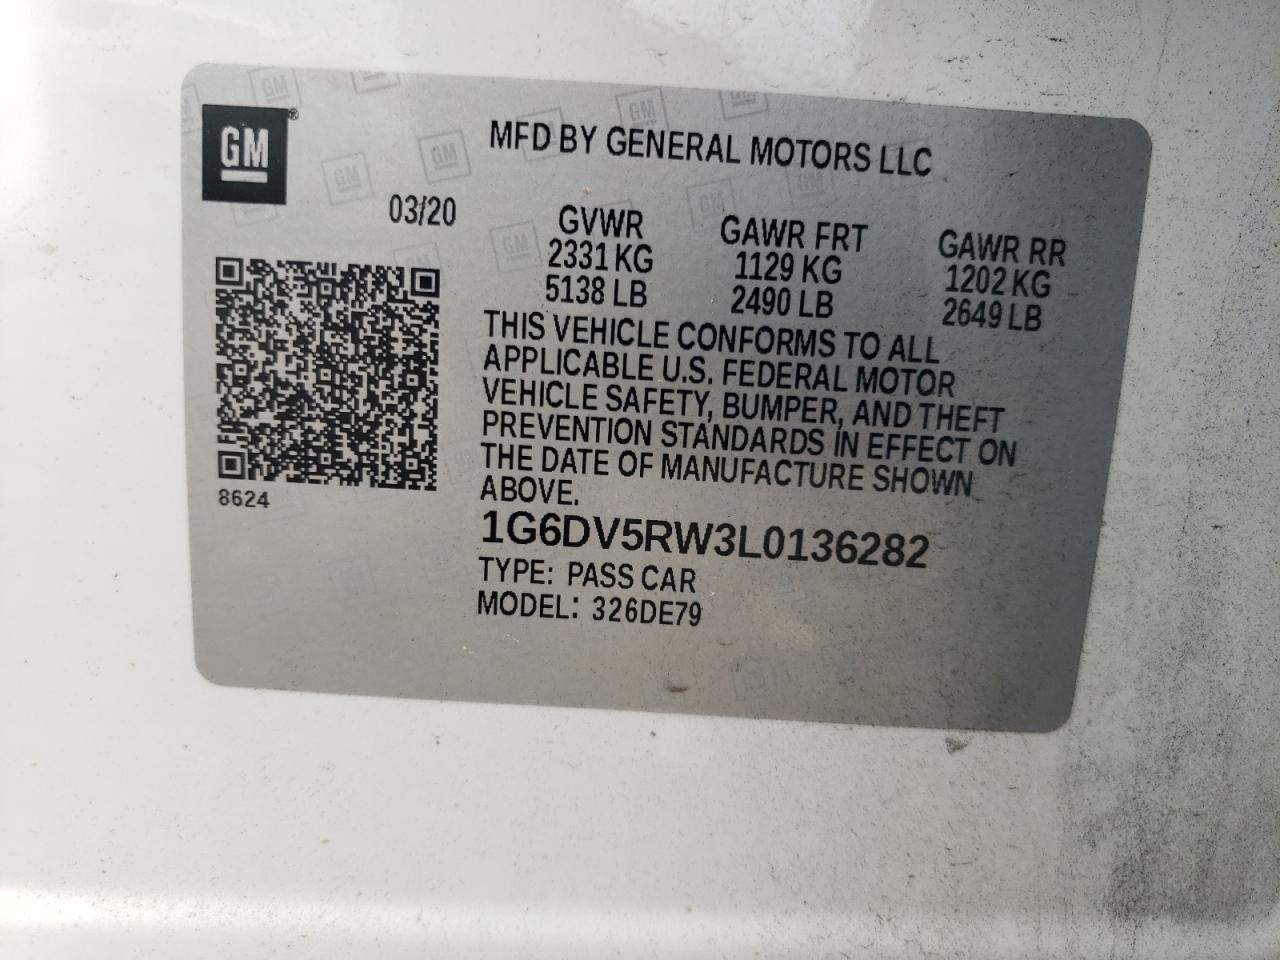 GM®
MFD BY GENERAL MOTORS LLC
03/20
GVWR
2331 KG
5138 LB
GAWR FRT
1129 KG
2490 LB
GAWR RR
1202 KG
2649 LB
THIS VEHICLE CONFORMS TO ALL
APPLICABLE U.S. FEDERAL MOTOR
VEHICLE SAFETY, BUMPER, AND THEFT
PREVENTION STANDARDS IN EFFECT ON
THE DATE OF MANUFACTURE SHOWN
ABOVE.
8624
1G6DV5RW3L0136282
TYPE: PASS CAR
MODEL: 326DE79